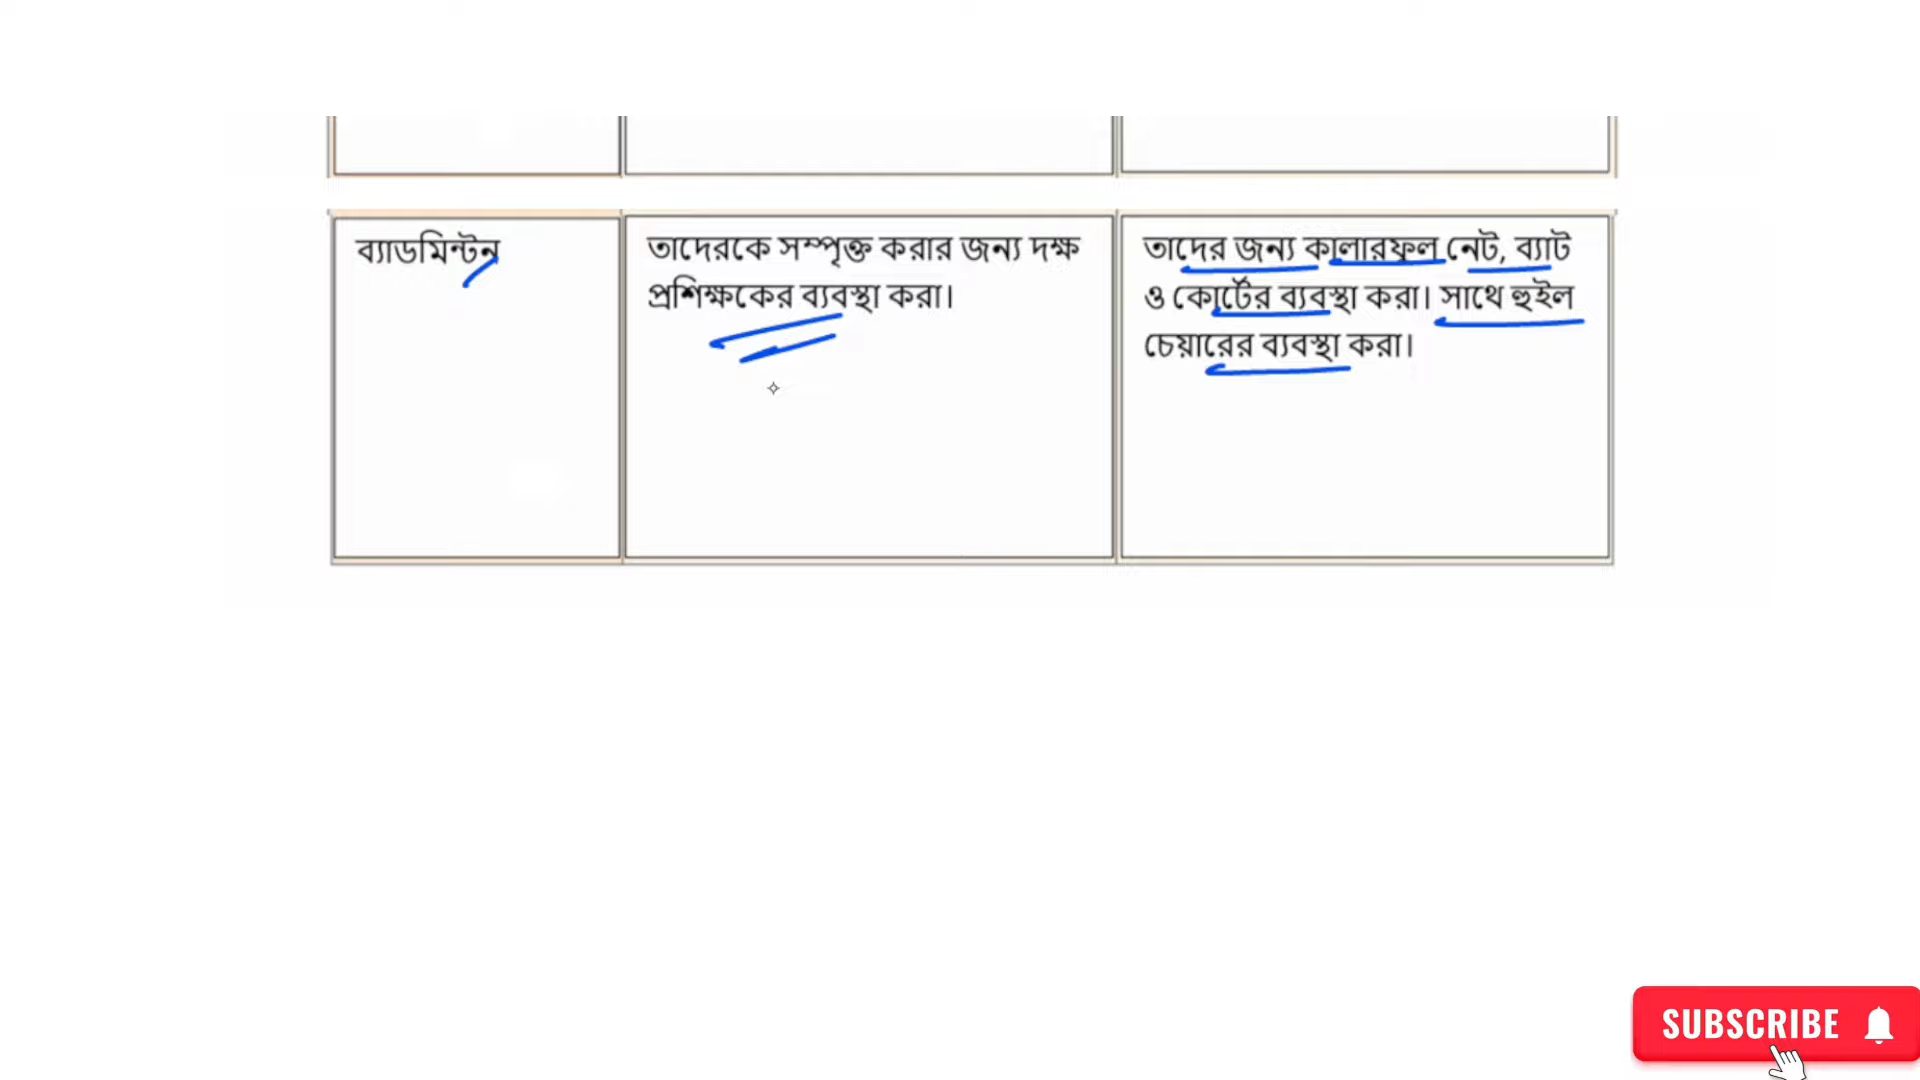 ব্যাডমিন্টন
তাদেরকে সম্পৃক্ত করার জন্য দক্ষ
প্রশিক্ষকের ব্যবস্থা করা।
তাদের জন্য কালারফুল নেট, ব্যাট
ও কোর্টের ব্যবস্থা করা। সাথে হুইল
চেয়ারের ব্যবস্থা করা।
SUBSCRIBE